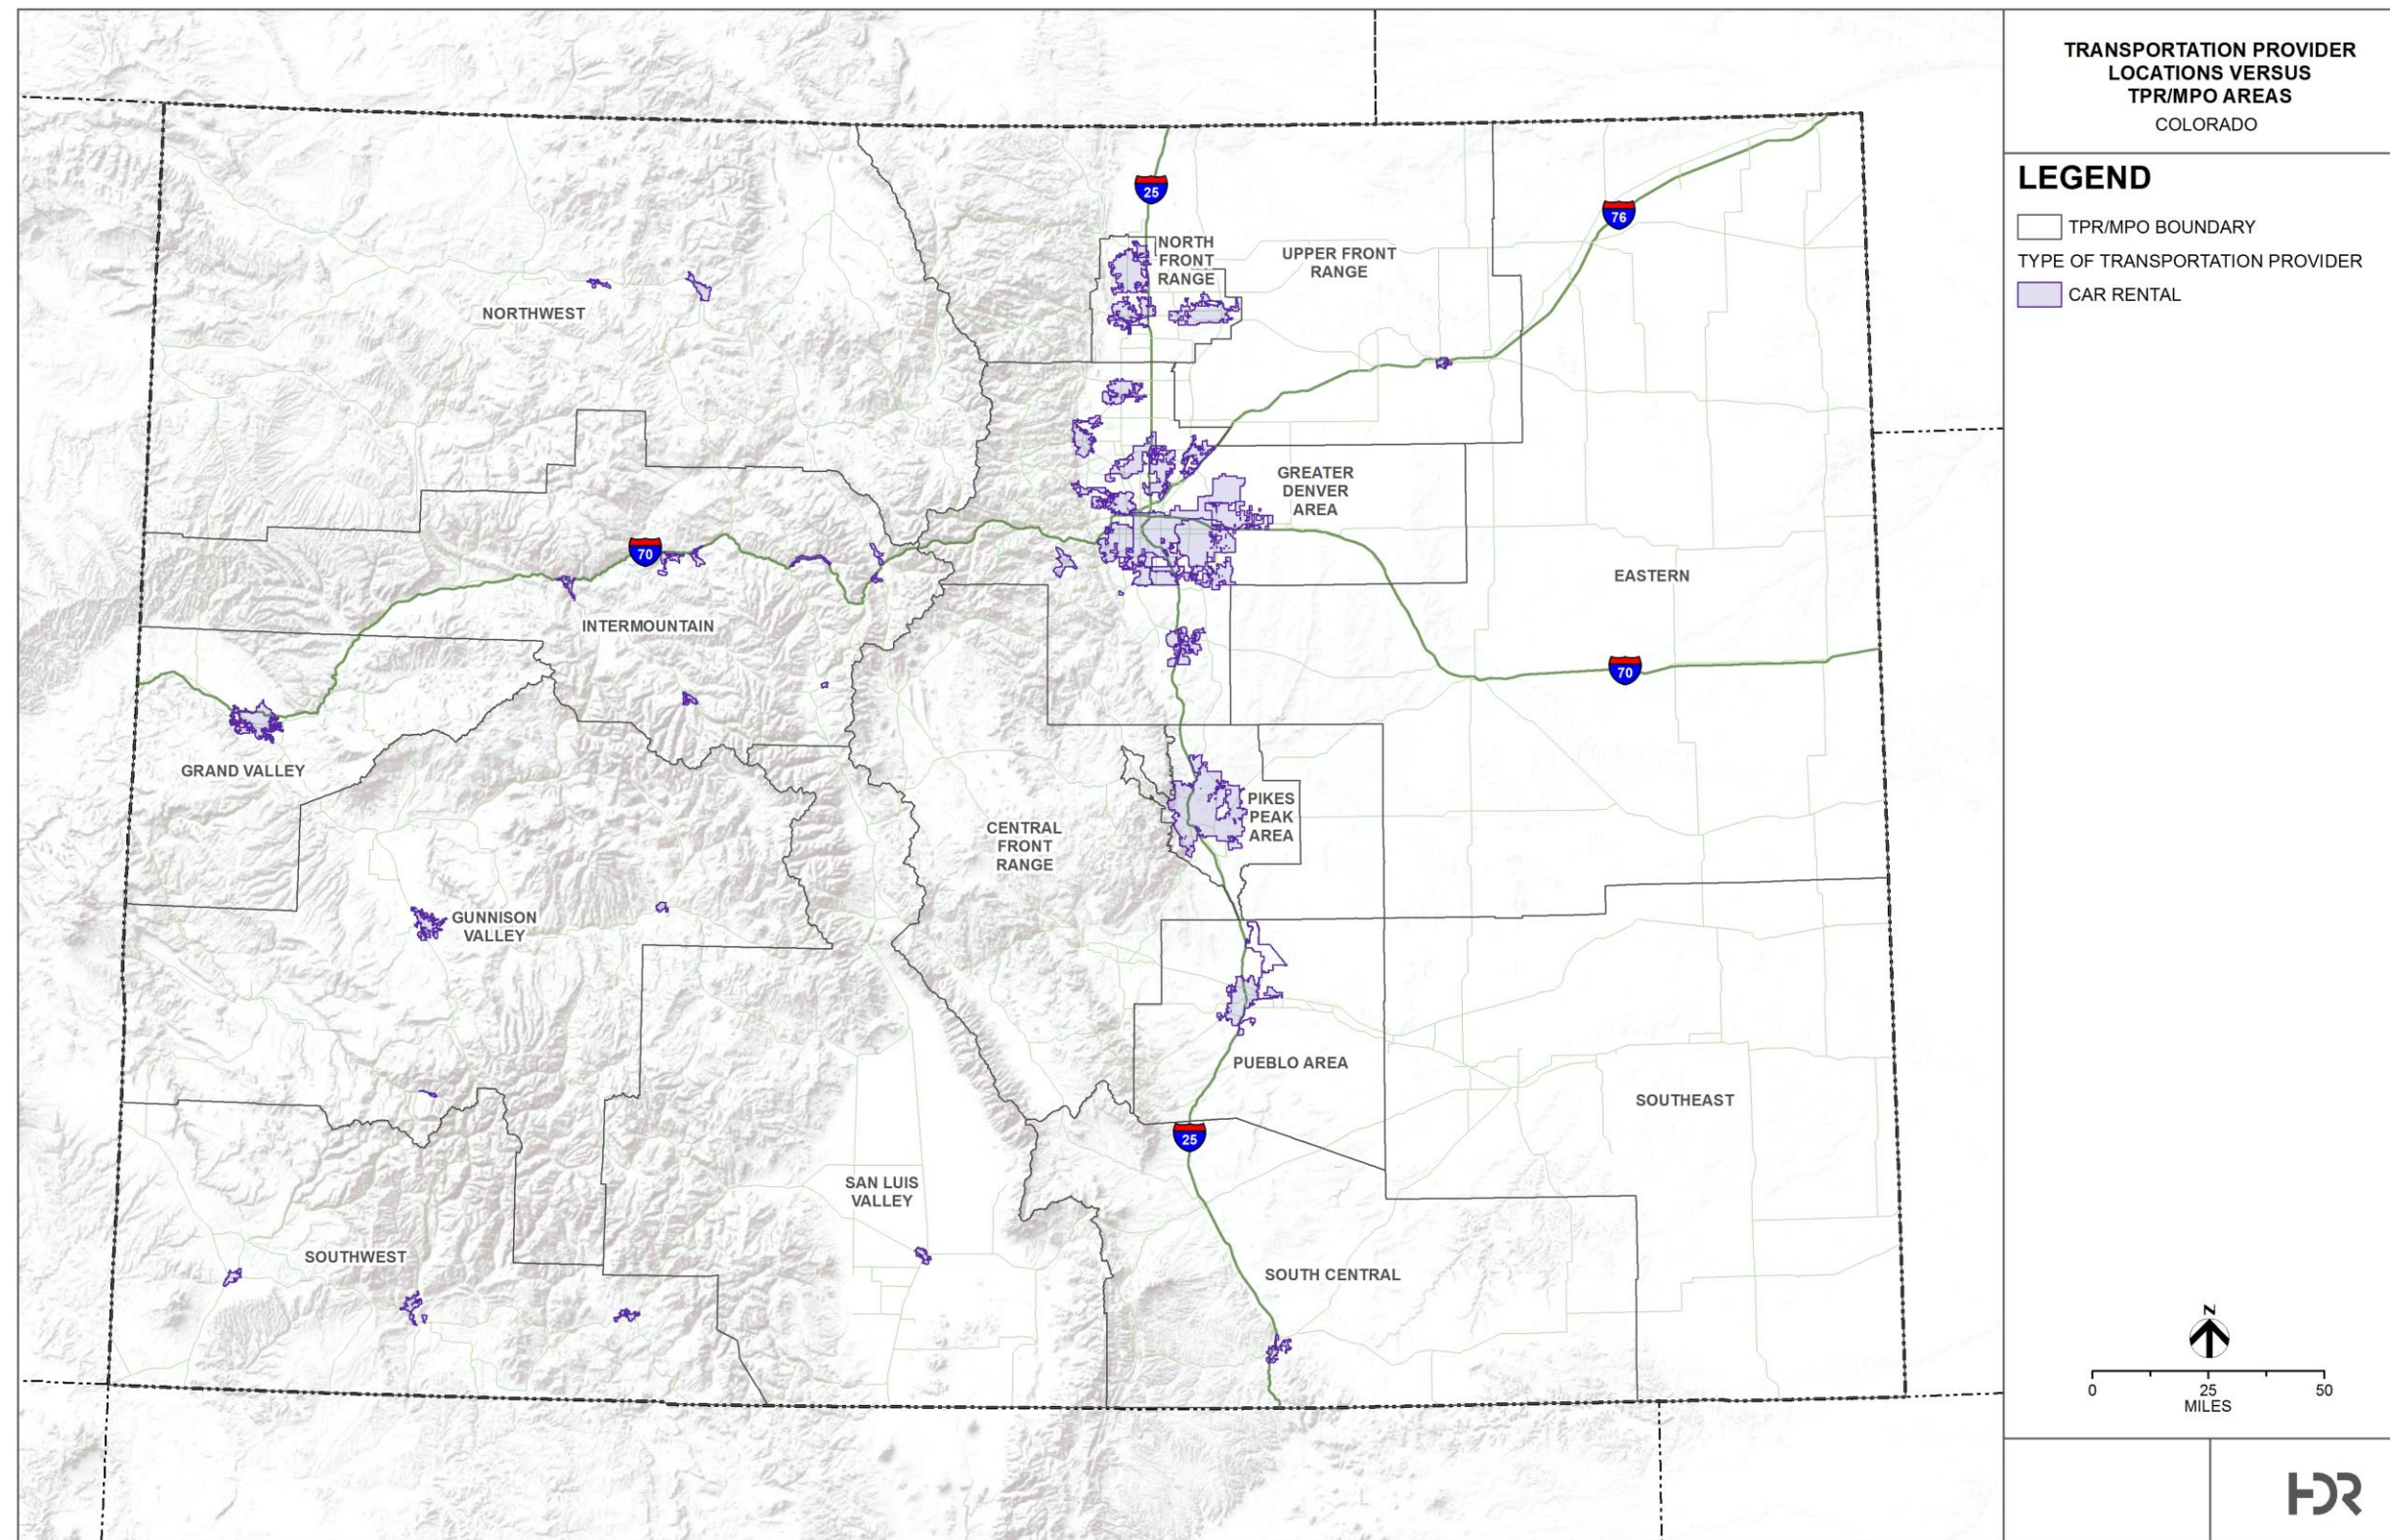 TRANSPORTATION PROVIDER
LOCATIONS VERSUS
TPR/MPO AREAS
COLORADO
LEGEND
TPR/MPO BOUNDARY
TYPE OF TRANSPORTATION PROVIDER
CAR RENTAL
25
76
NORTH
FRONT
RANGE
UPPER FRONT
RANGE
NORTHWEST
GREATER
DENVER
AREA
70
EASTERN
INTERMOUNTAIN
70
GRAND VALLEY
PIKES
PEAK
AREA
CENTRAL
FRONT
RANGE
GUNNISON
VALLEY
PUEBLO AREA
SOUTHEAST
25
SAN LUIS
VALLEY
SOUTHWEST
SOUTH CENTRAL
N
0 25 50
MILES
HDR